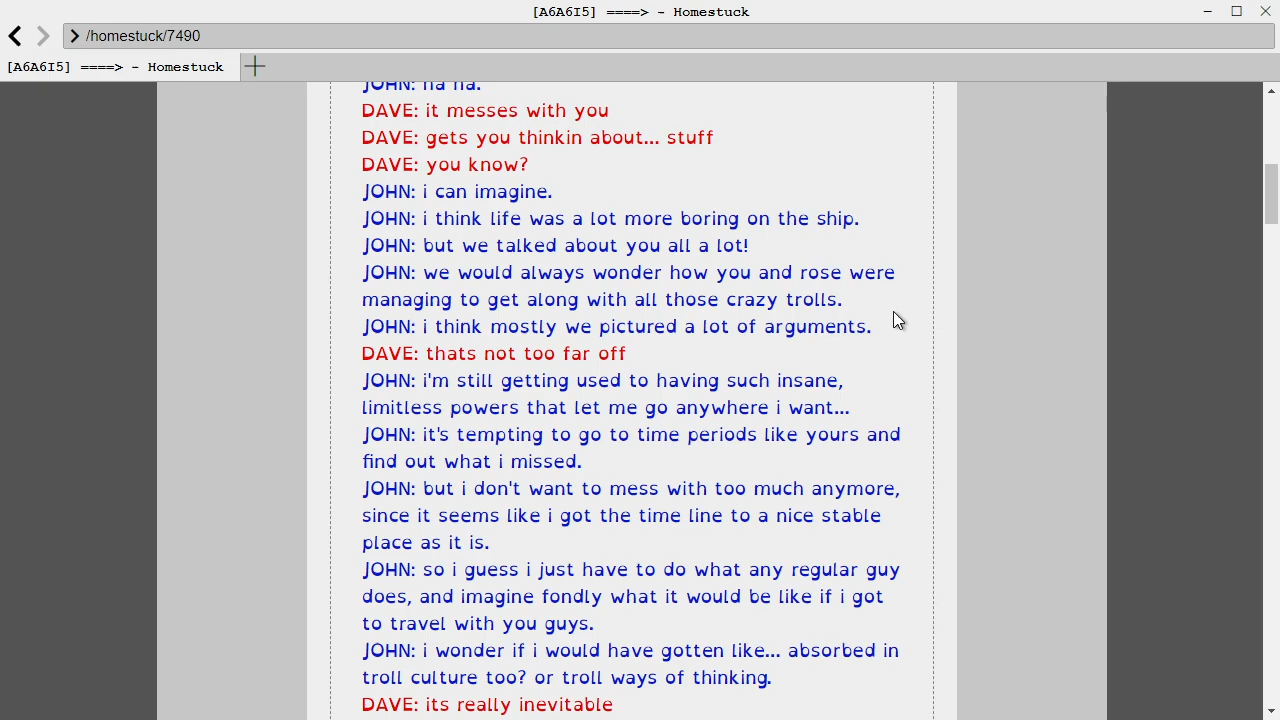 [A6A6I5] ====> - Homestuck
/homestuck/7490
[A6A6I5] ====> - Homestuck
JOHN: ha ha.
DAVE: it messes with you
DAVE: gets you thinkin about... stuff
DAVE: you know?
JOHN: i can imagine.
JOHN: i think life was a lot more boring on the ship.
JOHN: but we talked about you all a lot!
JOHN: we would always wonder how you and rose were
managing to get along with all those crazy trolls.
JOHN: i think mostly we pictured a lot of arguments.
DAVE: thats not too far off
JOHN: i'm still getting used to having such insane,
limitless powers that let me go anywhere i want...
JOHN: it's tempting to go to time periods like yours and
find out what i missed.
JOHN: but i don't want to mess with too much anymore,
since it seems like i got the time line to a nice stable
place as it is.
JOHN: so i guess i just have to do what any regular guy
does, and imagine fondly what it would be like if i got
to travel with you guys.
JOHN: i wonder if i would have gotten like... absorbed in
troll culture too? or troll ways of thinking.
DAVE: its really inevitable